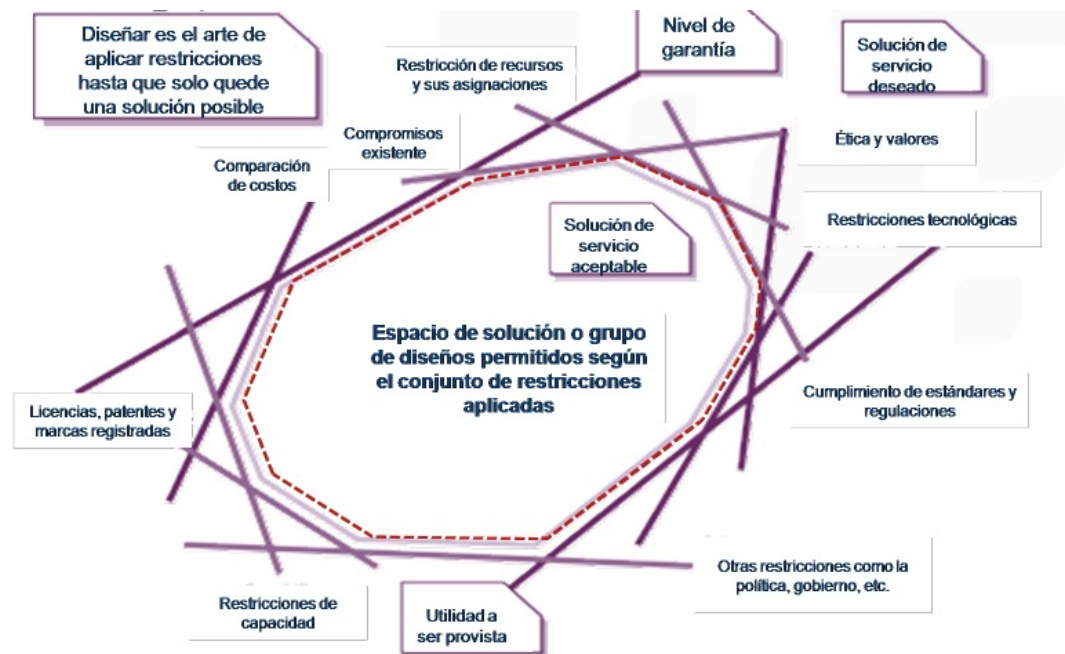 Diseñar es el arte de
aplicar restricciones
hasta que solo quede
una solución posible
Nivel de
garantía
Solución de
servicio
deseado
Restricción de recursos
y sus asignaciones
Compromisos
existente
Comparación
de costos
Ética y valores
Restricciones tecnológicas
Solución de
servicio
aceptable
Espacio de solución o grupo
de diseños permitidos según
el conjunto de restricciones
aplicadas
Licencias, patentes y
marcas registradas
Cumplimiento de estándares y
regulaciones
Otras restricciones como la
política, gobierno, etc.
Restricciones de
capacidad
Utilidad a
ser provista